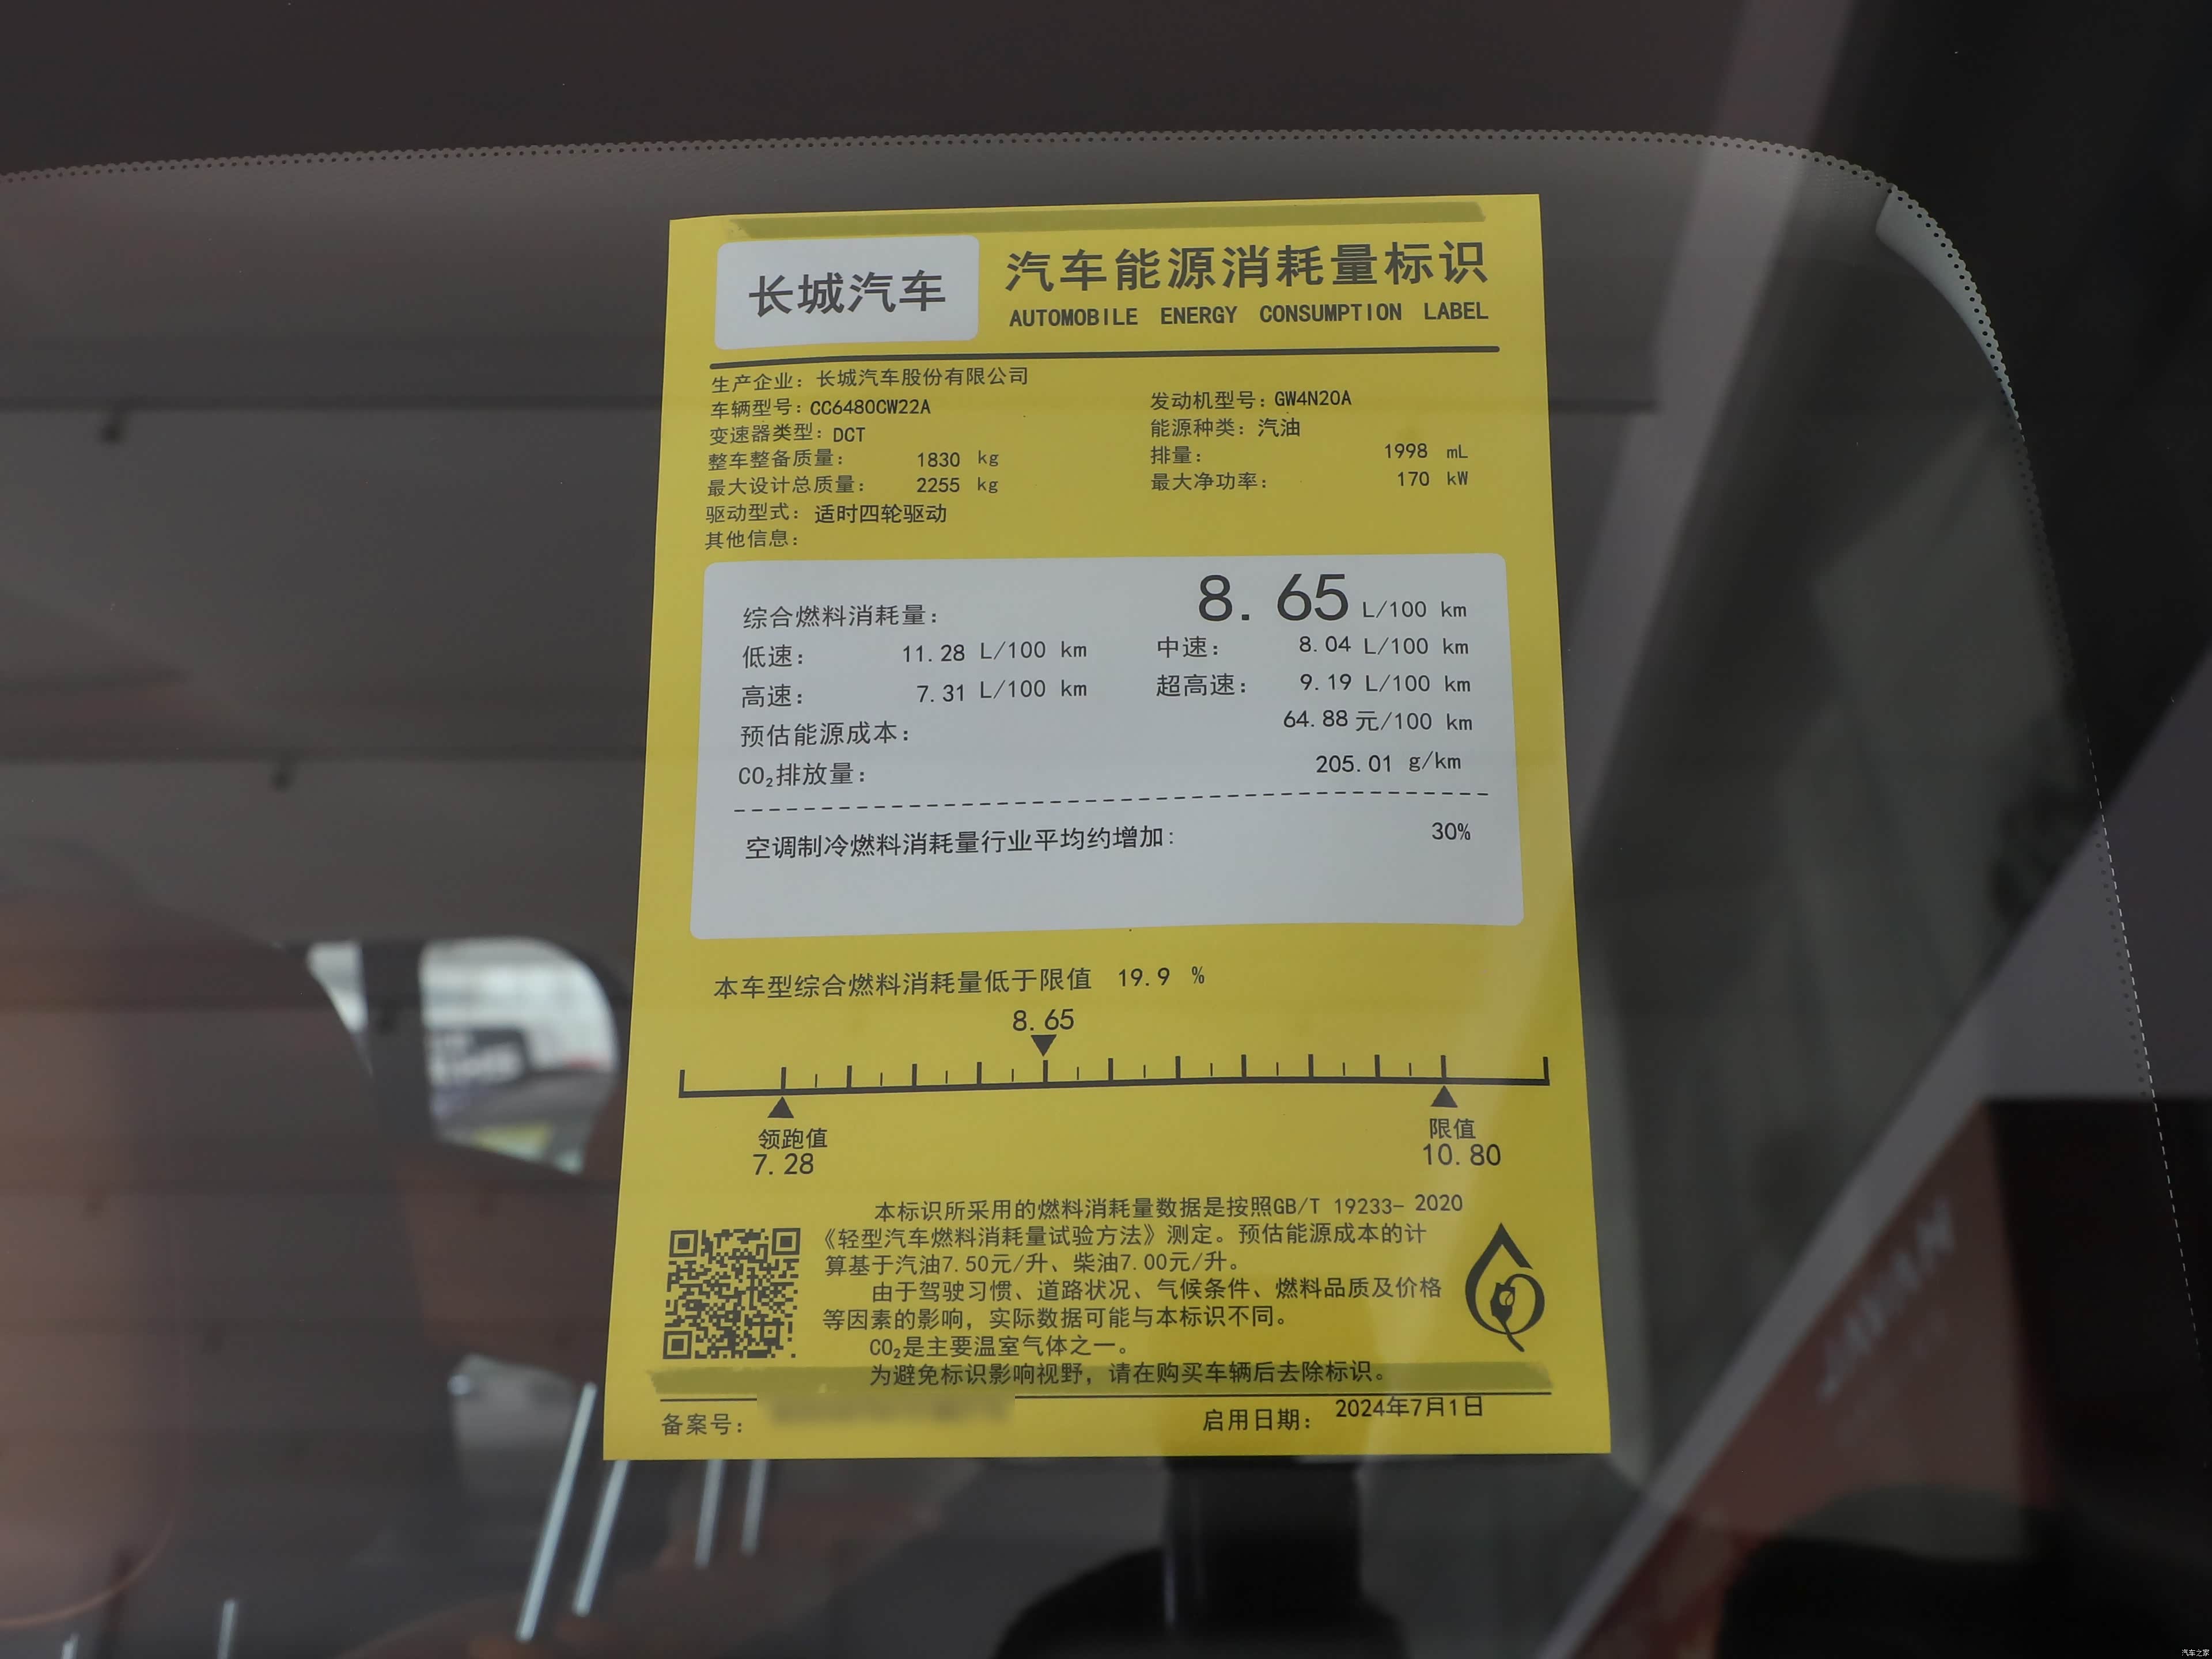 长城汽车
汽车能源消耗量标识
AUTOMOBILE ENERGY CONSUMPTION LABEL
生产企业：长城汽车股份有限公司
车辆型号：CC6480CW22A 发动机型号：GW4N20A
变速器类型：DCT 能源种类：汽油
整车整备质量： 1830 kg 排量： 1998 mL
最大设计总质量： 2255 kg 最大净功率： 170 kW
驱动型式：适时四轮驱动
其他信息：
综合燃料消耗量： 8.65 L/100 km
低速： 11.28 L/100 km 中速： 8.04 L/100 km
高速： 7.31 L/100 km 超高速： 9.19 L/100 km
预估能源成本： 64.88 元/100 km
CO₂排放量： 205.01 g/km
空调制冷燃料消耗量行业平均约增加： 30%
本车型综合燃料消耗量低于限值 19.9 %
8.65
领跑值 限值
7.28 10.80
本标识所采用的燃料消耗量数据是按照GB/T 19233-2020
《轻型汽车燃料消耗量试验方法》测定。预估能源成本的计
算基于汽油7.50元/升、柴油7.00元/升。
由于驾驶习惯、道路状况、气候条件、燃料品质及价格
等因素的影响，实际数据可能与本标识不同。
CO₂是主要温室气体之一。
为避免标识影响视野，请在购买车辆后去除标识。
备案号： 启用日期： 2024年7月1日
汽车之家